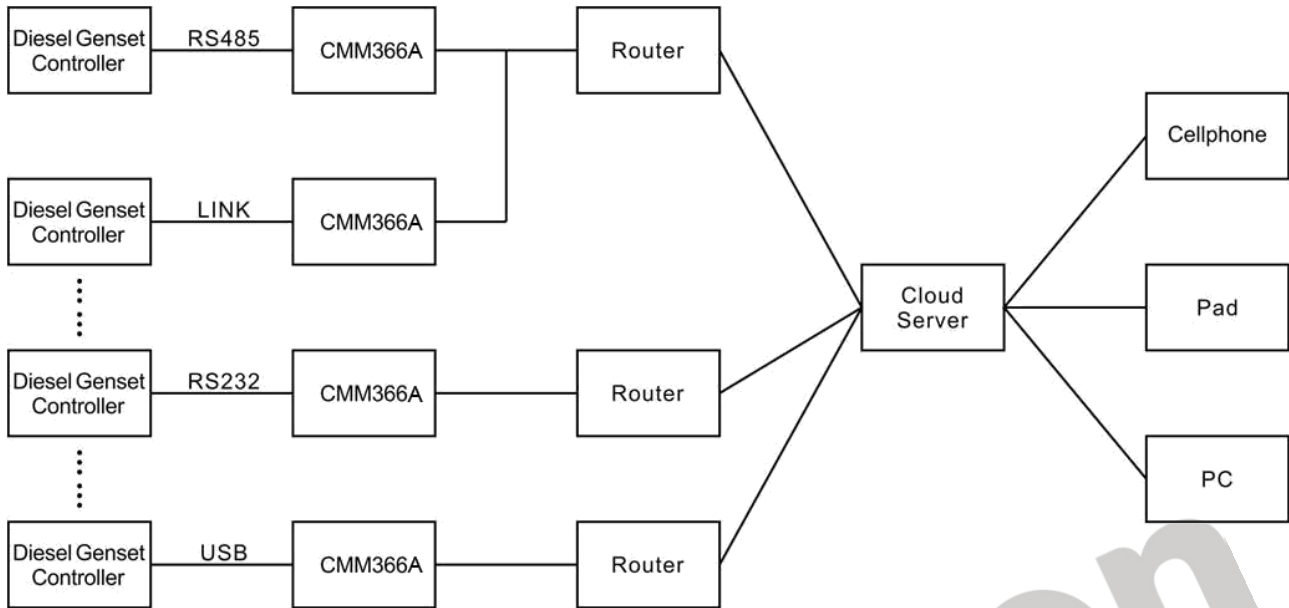 Diesel Genset
Controller
RS485
CMM366A
Router
Cellphone
Diesel Genset
Controller
LINK
CMM366A
Cloud
Server
Pad
Diesel Genset
Controller
RS232
CMM366A
Router
PC
Diesel Genset
Controller
USB
CMM366A
Router